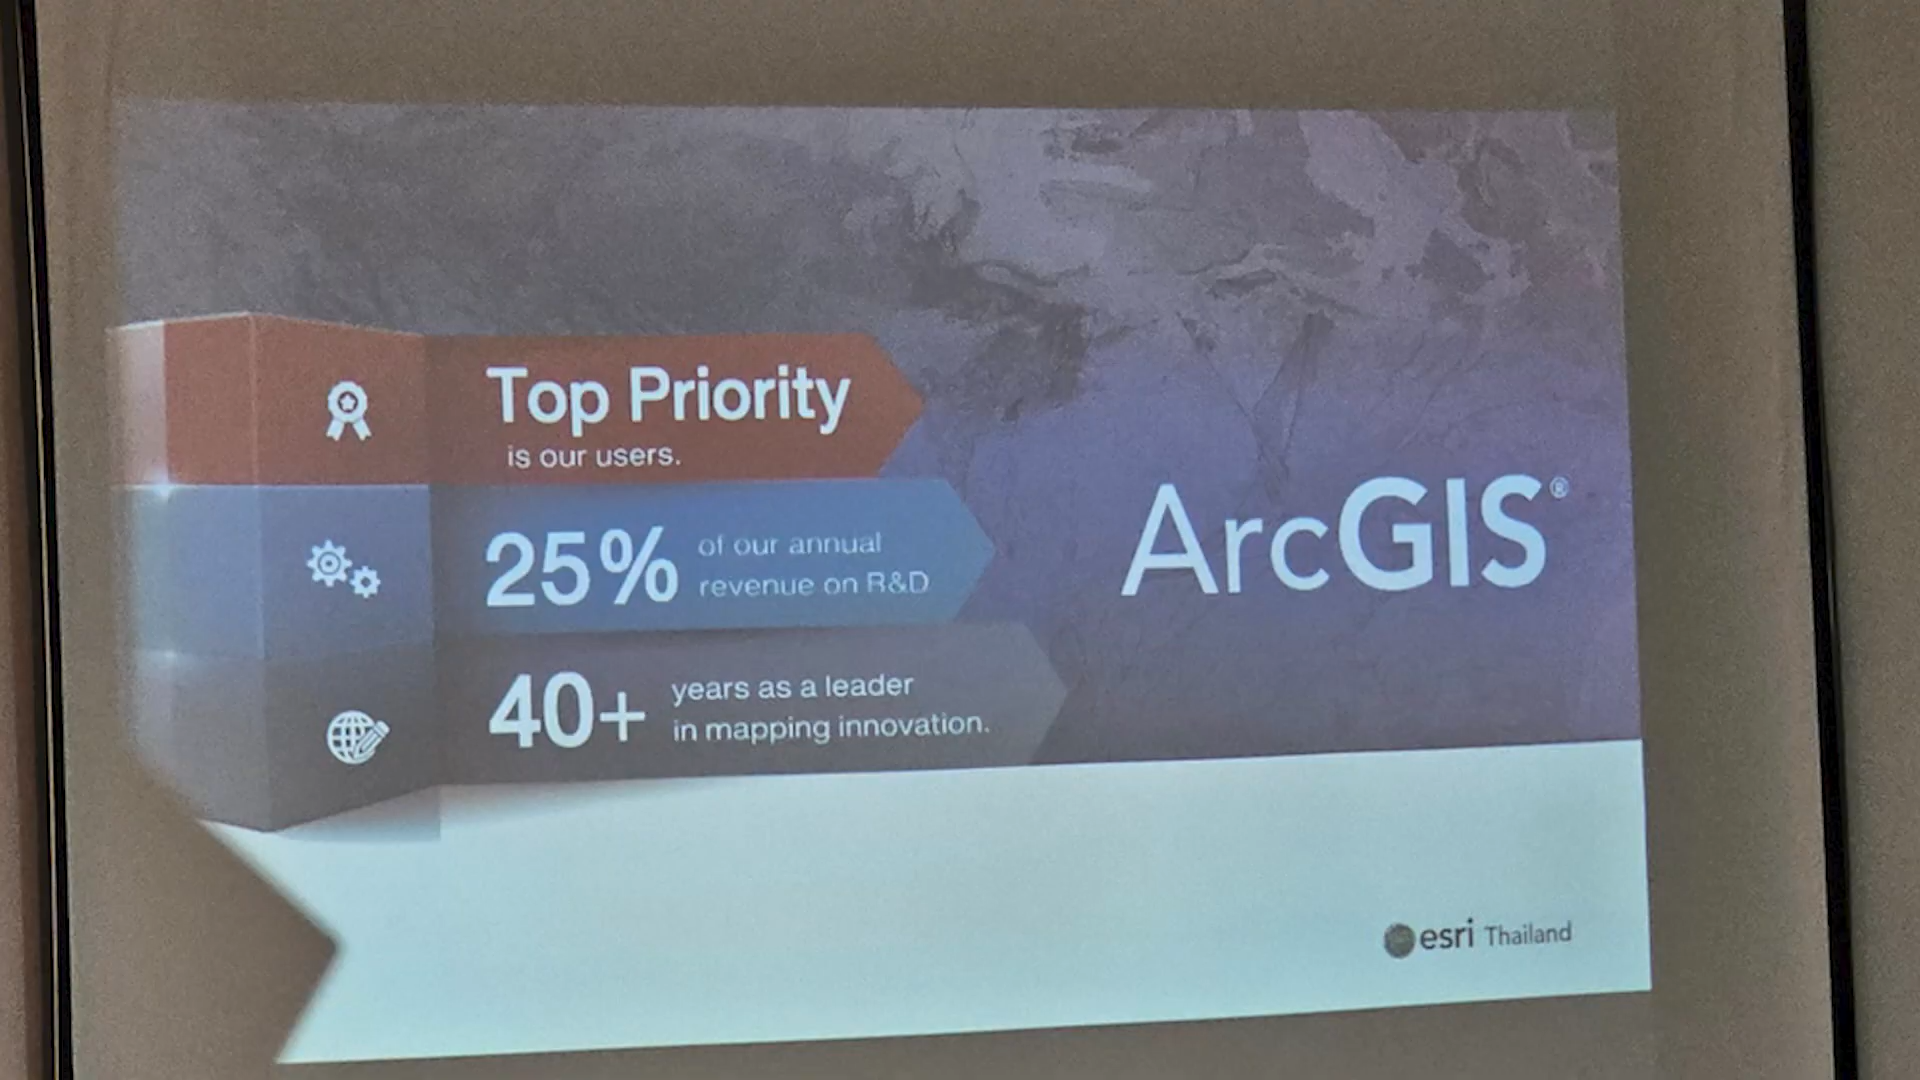 Top Priority
is our users.
25% of our annual
revenue on R&D
40+ years as a leader
in mapping innovation.
ArcGIS®
esri Thailand